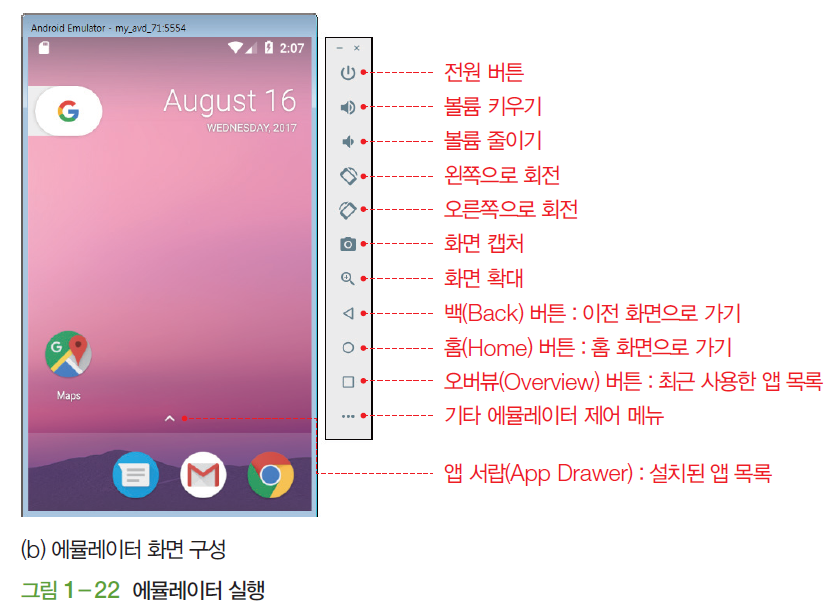 Android Emulator - my_avd_71:5554
2:07
G
August 16
WEDNESDAY, 2017
G
Maps
전원 버튼
볼륨 키우기
볼륨 줄이기
왼쪽으로 회전
오른쪽으로 회전
화면 캡처
화면 확대
백(Back) 버튼 : 이전 화면으로 가기
홈(Home) 버튼 : 홈 화면으로 가기
오버뷰(Overview) 버튼 : 최근 사용한 앱 목록
기타 에뮬레이터 제어 메뉴
앱 서랍(App Drawer) : 설치된 앱 목록
(b) 에뮬레이터 화면 구성
그림 1-22 에뮬레이터 실행